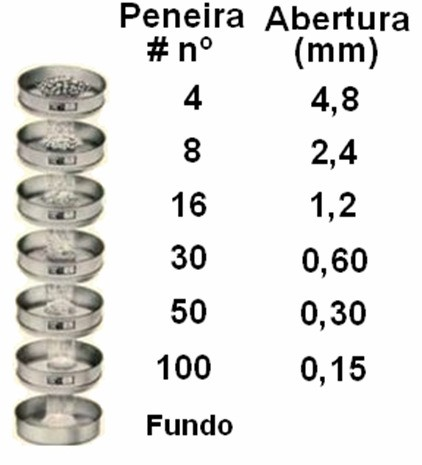 Peneira Abertura
# nº (mm)
4 4,8
8 2,4
16 1,2
30 0,60
50 0,30
100 0,15
Fundo